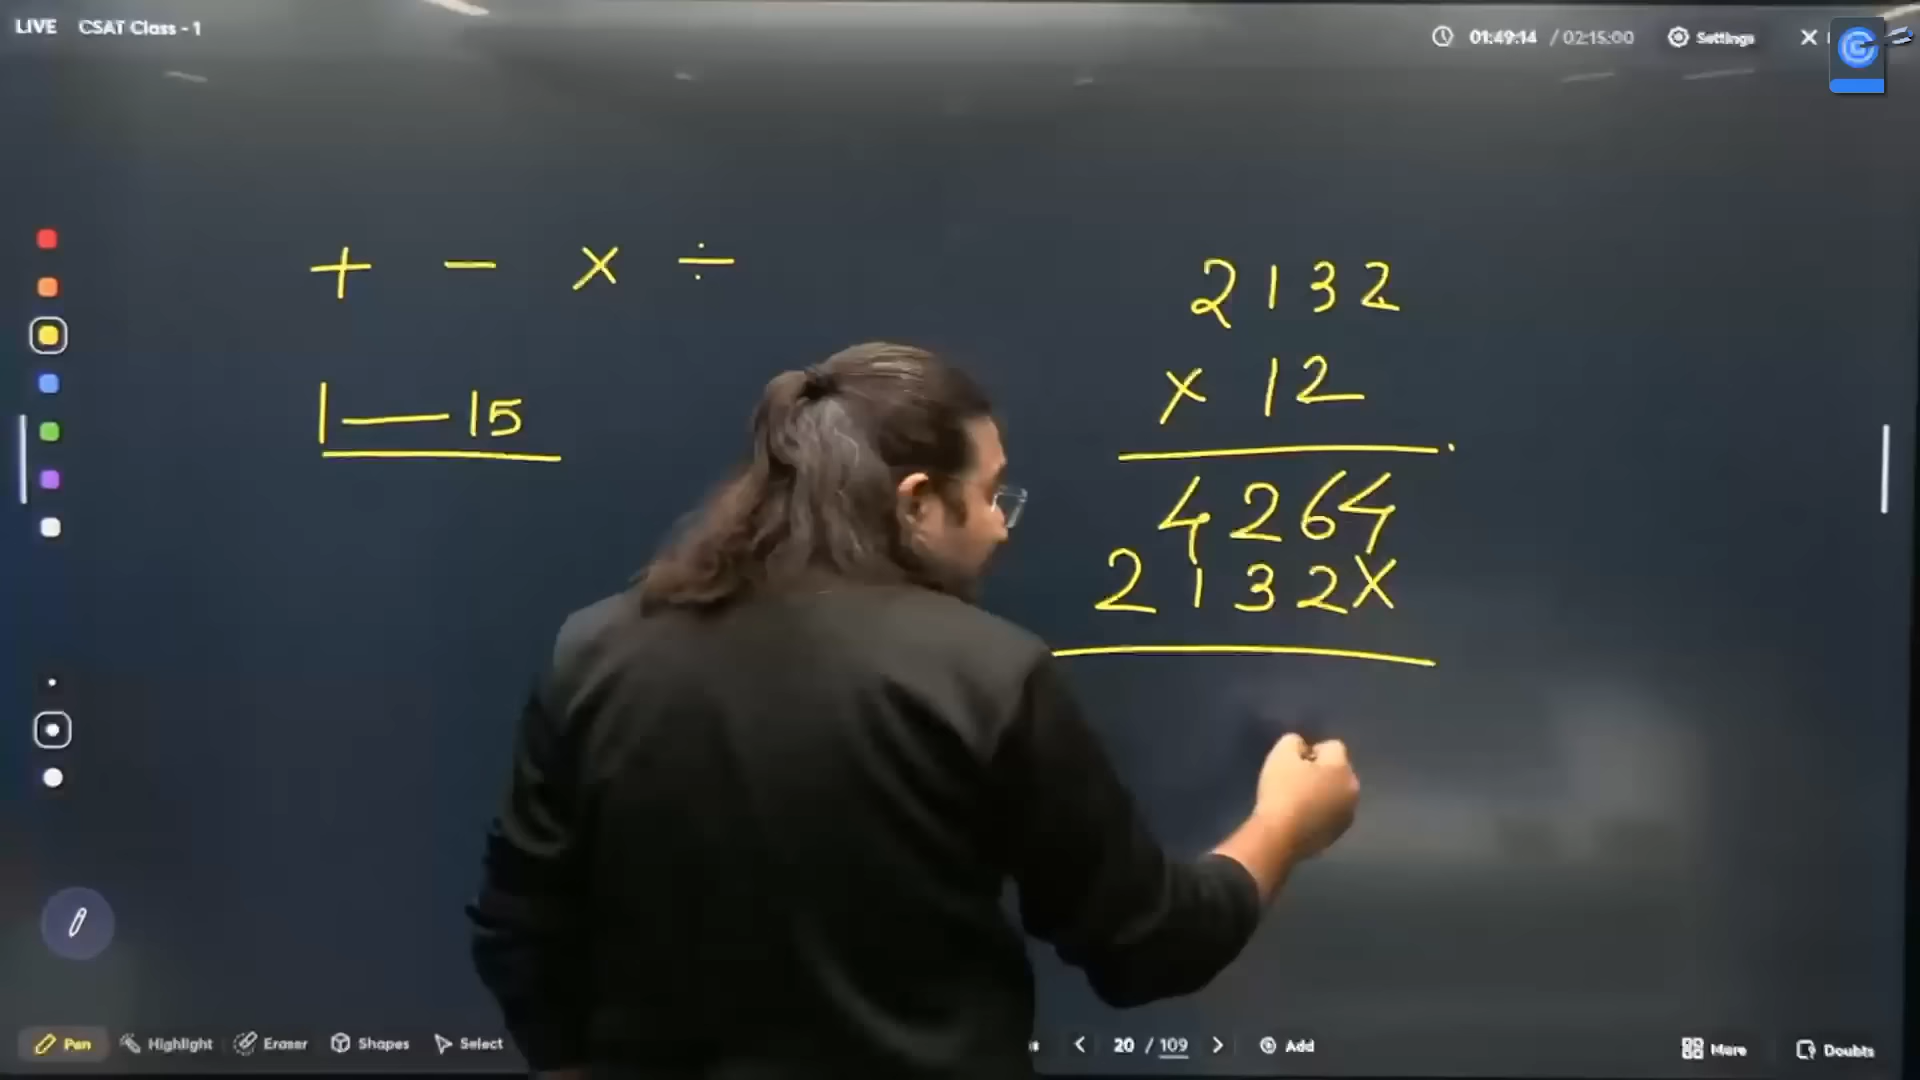 LIVE CSAT Class - 1
01:49:14 / 02:15:00 Settings
+ - × ÷
1 — 15
2132
× 12
4264
2132×
Pen Highlight Eraser Shapes Select
20 / 109 Add
More Doubts